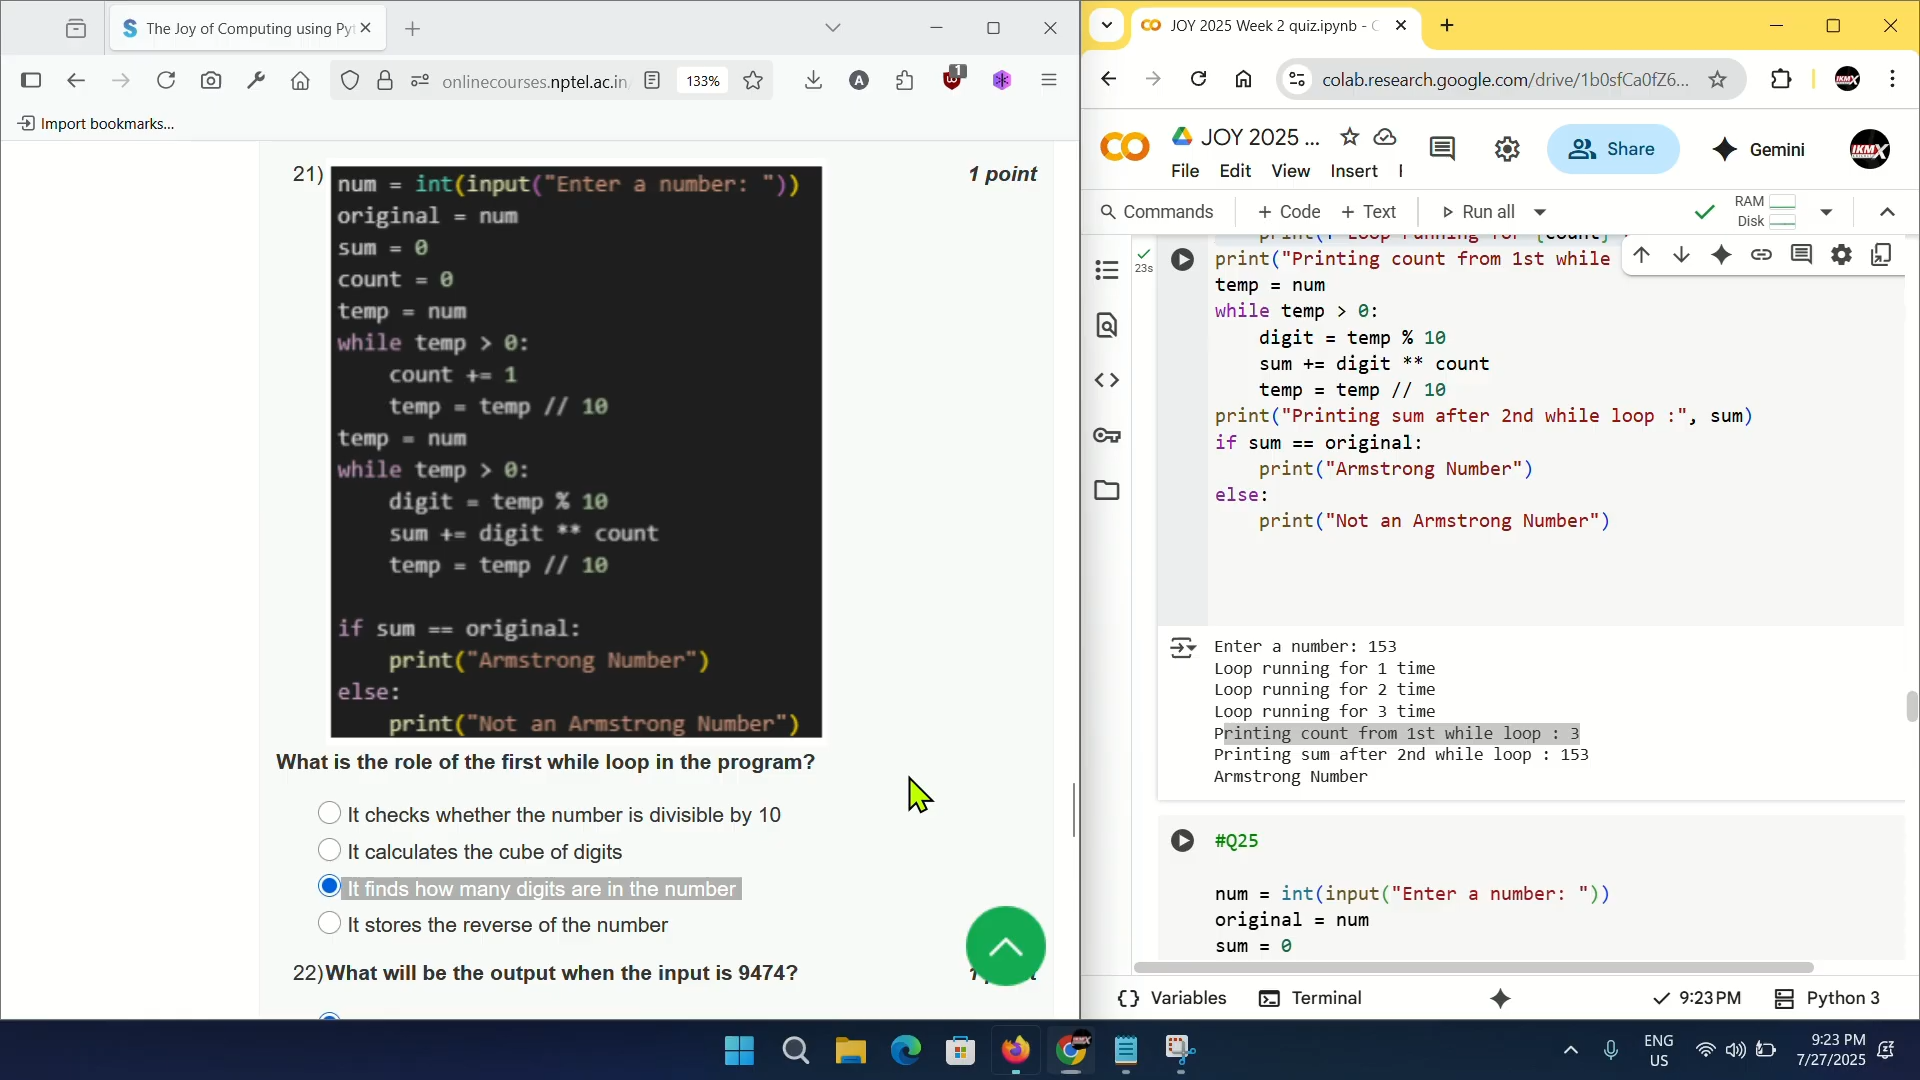 The Joy of Computing using Pyt
onlinecourses.nptel.ac.in
133%
A
1
Import bookmarks...
21)
1 point
num = int(input("Enter a number: "))
original = num
sum = 0
count = 0
temp = num
while temp > 0:
    count += 1
    temp = temp // 10
temp = num
while temp > 0:
    digit = temp % 10
    sum += digit ** count
    temp = temp // 10
if sum == original:
    print("Armstrong Number")
else:
    print("Not an Armstrong Number")
What is the role of the first while loop in the program?
It checks whether the number is divisible by 10
It calculates the cube of digits
It finds how many digits are in the number
It stores the reverse of the number
22)What will be the output when the input is 9474?
JOY 2025 Week 2 quiz.ipynb - C
colab.research.google.com/drive/1b0sfCa0fZ6...
JOY 2025 ...
Share
Gemini
File Edit View Insert
Commands
+ Code + Text
Run all
RAM
Disk
23s
print("Printing count from 1st while
temp = num
while temp > 0:
    digit = temp % 10
    sum += digit ** count
    temp = temp // 10
print("Printing sum after 2nd while loop :", sum)
if sum == original:
    print("Armstrong Number")
else:
    print("Not an Armstrong Number")
Enter a number: 153
Loop running for 1 time
Loop running for 2 time
Loop running for 3 time
Printing count from 1st while loop : 3
Printing sum after 2nd while loop : 153
Armstrong Number
#Q25
num = int(input("Enter a number: "))
original = num
sum = 0
{} Variables
Terminal
9:23 PM
Python 3
ENG
US
9:23 PM
7/27/2025